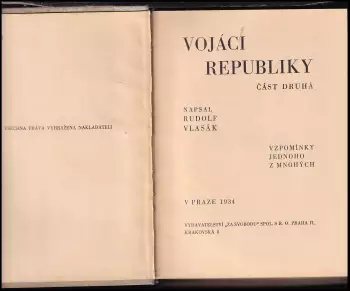 VŠECHNA PRÁVA VYHRAZENA NAKLADATELI
VOJÁCI
REPUBLIKY
ČÁST DRUHÁ
NAPSAL
RUDOLF
VLASÁK
VZPOMÍNKY
JEDNOHO
Z MNOHÝCH
V PRAZE 1934
VYDAVATELSTVÍ „ZA SVOBODU" SPOL. S R. O. PRAHA II,
KRAKOVSKÁ 8